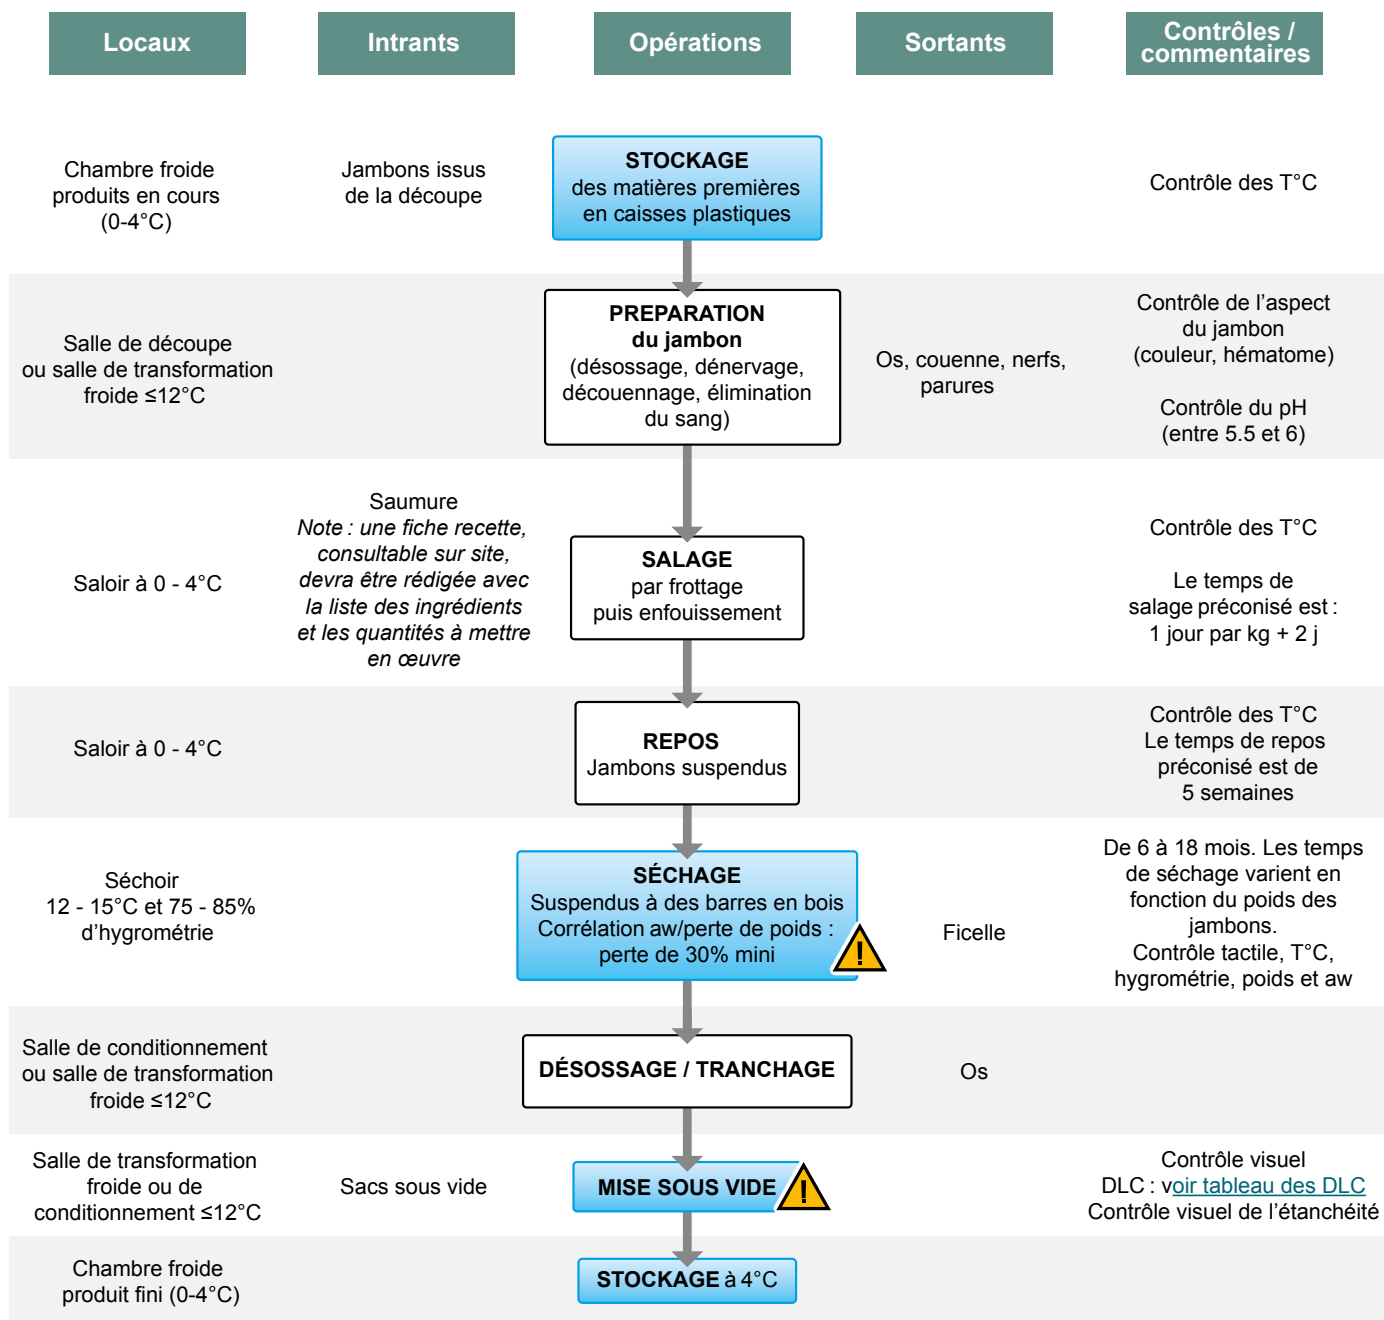 Locaux
Intrants
Opérations
Sortants
Contrôles /
commentaires
Chambre froide
produits en cours
(0-4°C)
Jambons issus
de la découpe
STOCKAGE
des matières premières
en caisses plastiques
Contrôle des T°C
Salle de découpe
ou salle de transformation
froide ≤12°C
PREPARATION
du jambon
(désossage, dénervage,
découennage, élimination
du sang)
Os, couenne, nerfs,
parures
Contrôle de l’aspect
du jambon
(couleur, hématome)
Contrôle du pH
(entre 5.5 et 6)
Saloir à 0 - 4°C
Saumure
Note : une fiche recette,
consultable sur site,
devra être rédigée avec
la liste des ingrédients
et les quantités à mettre
en œuvre
SALAGE
par frottage
puis enfouissement
Contrôle des T°C
Le temps de
salage préconisé est :
1 jour par kg + 2 j
Saloir à 0 - 4°C
REPOS
Jambons suspendus
Contrôle des T°C
Le temps de repos
préconisé est de
5 semaines
Séchoir
12 - 15°C et 75 - 85%
d’hygrométrie
SÉCHAGE
Suspendus à des barres en bois
Corrélation aw/perte de poids :
perte de 30% mini
!
Ficelle
De 6 à 18 mois. Les temps
de séchage varient en
fonction du poids des
jambons.
Contrôle tactile, T°C,
hygrométrie, poids et aw
Salle de conditionnement
ou salle de transformation
froide ≤12°C
DÉSOSSAGE / TRANCHAGE
Os
Salle de transformation
froide ou de
conditionnement ≤12°C
Sacs sous vide
MISE SOUS VIDE
!
Contrôle visuel
DLC : voir tableau des DLC
Contrôle visuel de l’étanchéité
Chambre froide
produit fini (0-4°C)
STOCKAGE à 4°C